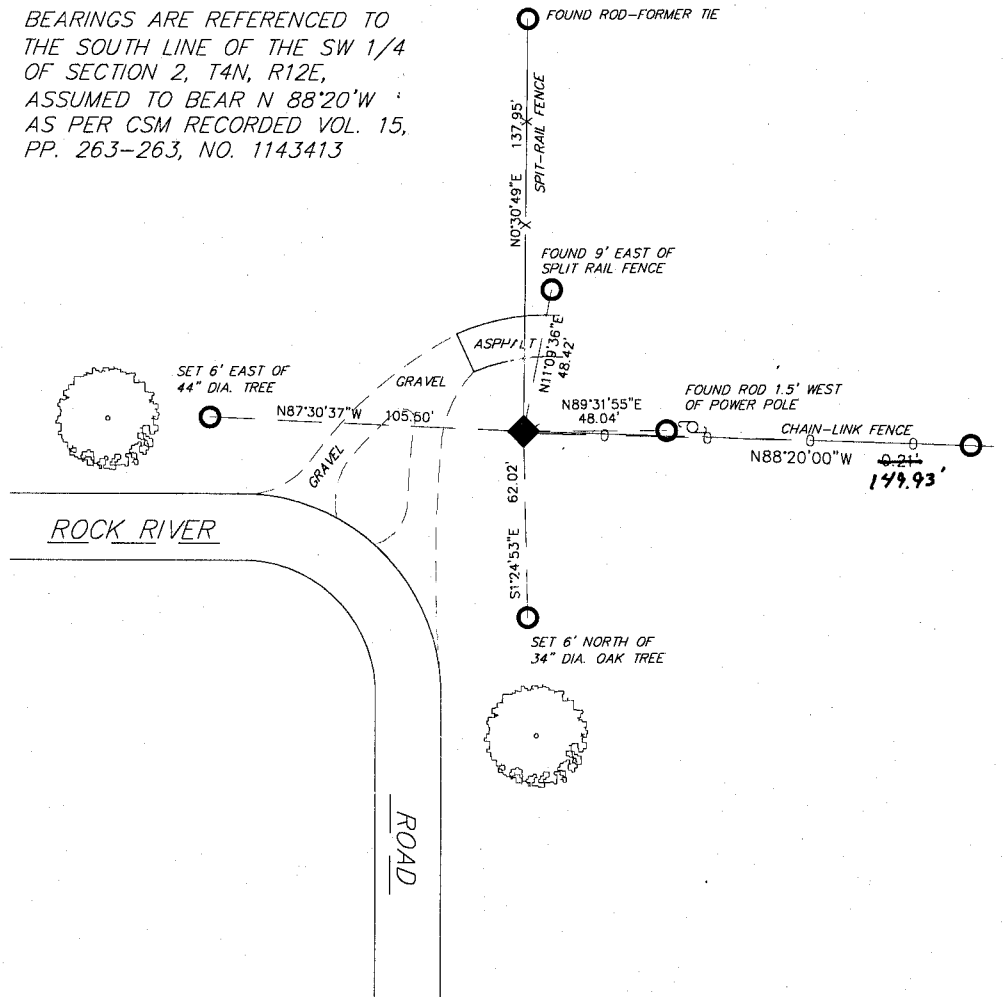 BEARINGS ARE REFERENCED TO
THE SOUTH LINE OF THE SW 1/4
OF SECTION 2, T4N, R12E,
ASSUMED TO BEAR N 88°20'W
AS PER CSM RECORDED VOL. 15,
PP. 263-263, NO. 1143413
FOUND ROD-FORMER TIE
N0°30'49"E 137.95'
SPIT-RAIL FENCE
FOUND 9' EAST OF
SPLIT RAIL FENCE
ASPHALT
N11°09'36"E
48.42'
SET 6' EAST OF
44" DIA. TREE
GRAVEL
N87°30'37"W 105.60'
GRAVEL
N89°31'55"E
48.04'
FOUND ROD 1.5' WEST
OF POWER POLE
CHAIN-LINK FENCE
N88°20'00"W 0.21'
149.93'
S1°24'53"E 62.02'
ROCK RIVER
SET 6' NORTH OF
34" DIA. OAK TREE
ROAD